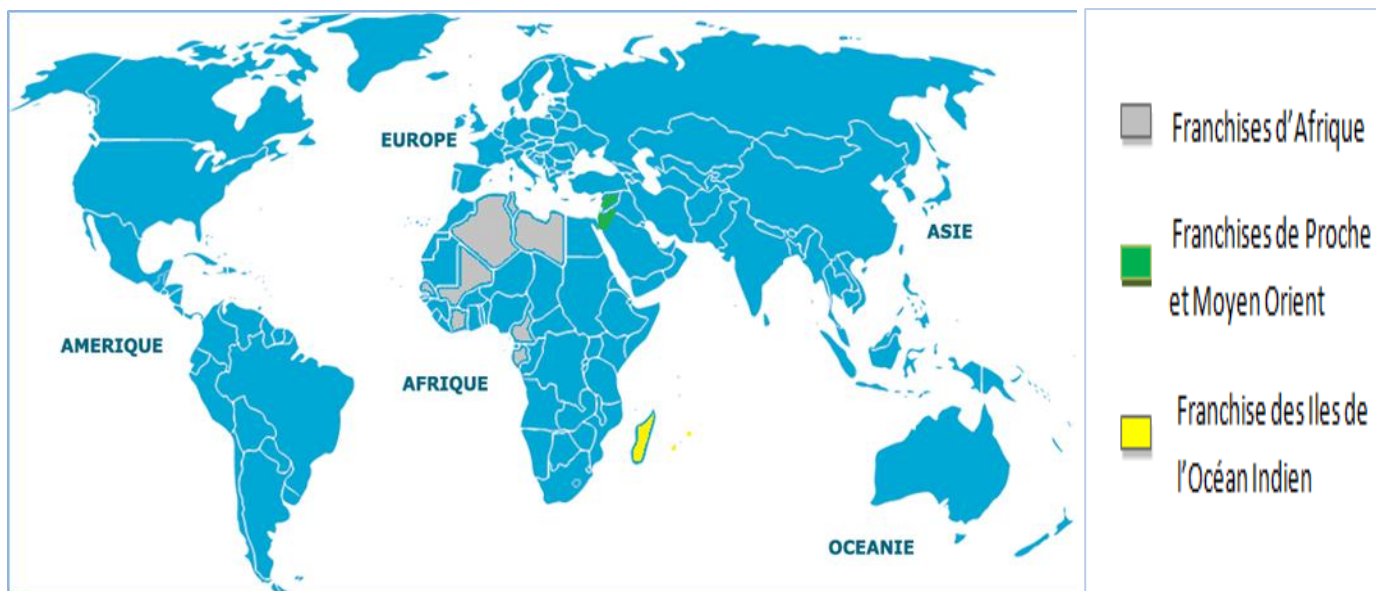 EUROPE
ASIE
AMERIQUE
AFRIQUE
OCEANIE
Franchises d'Afrique
Franchises de Proche
et Moyen Orient
Franchise des Iles de
l'Océan Indien